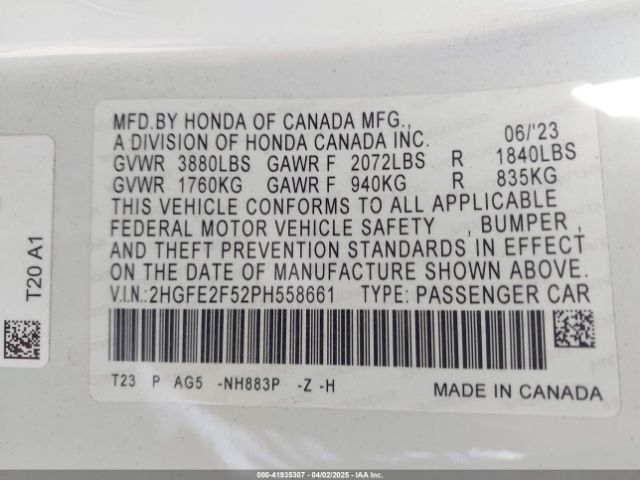 MFD.BY HONDA OF CANADA MFG.,
A DIVISION OF HONDA CANADA INC. 06/'23
GVWR 3880LBS GAWR F 2072LBS R 1840LBS
GVWR 1760KG GAWR F 940KG R 835KG
THIS VEHICLE CONFORMS TO ALL APPLICABLE
FEDERAL MOTOR VEHICLE SAFETY , BUMPER ,
AND THEFT PREVENTION STANDARDS IN EFFECT
ON THE DATE OF MANUFACTURE SHOWN ABOVE.
V.I.N.:2HGFE2F52PH558661 TYPE: PASSENGER CAR
T23 P AG5 -NH883P -Z -H
MADE IN CANADA
T20 A1
000-41935307 - 04/02/2025 - IAA Inc.